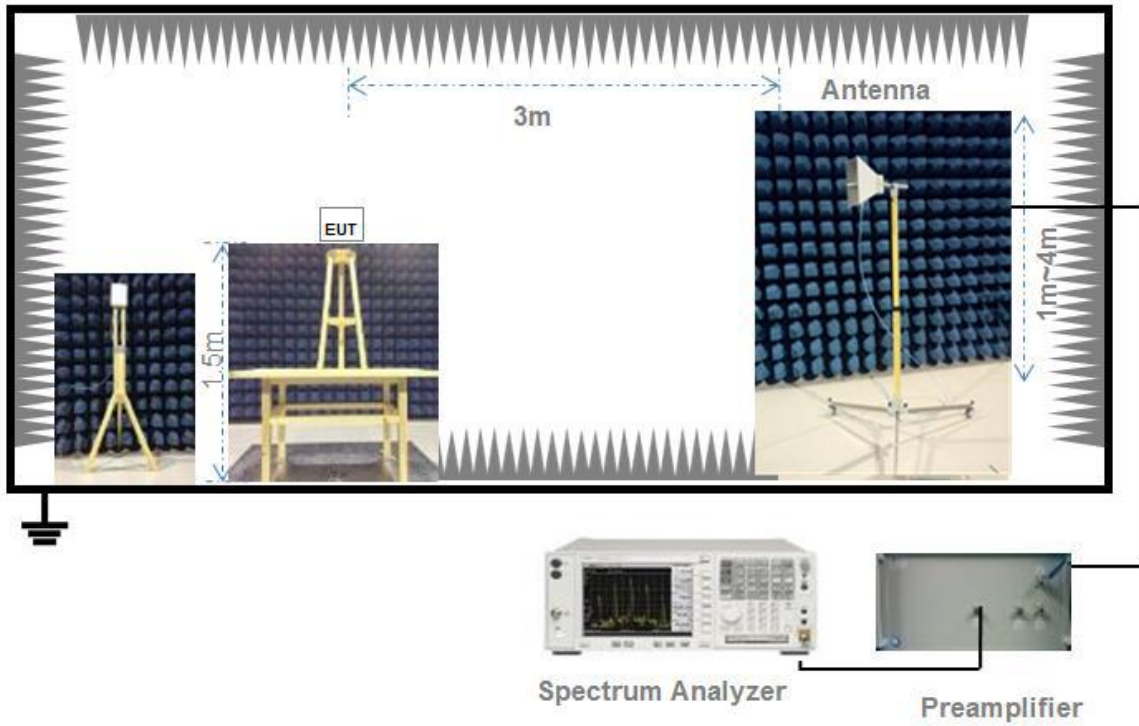 Antenna
3m
EUT
1.5m
1m~4m
Spectrum Analyzer
Preamplifier